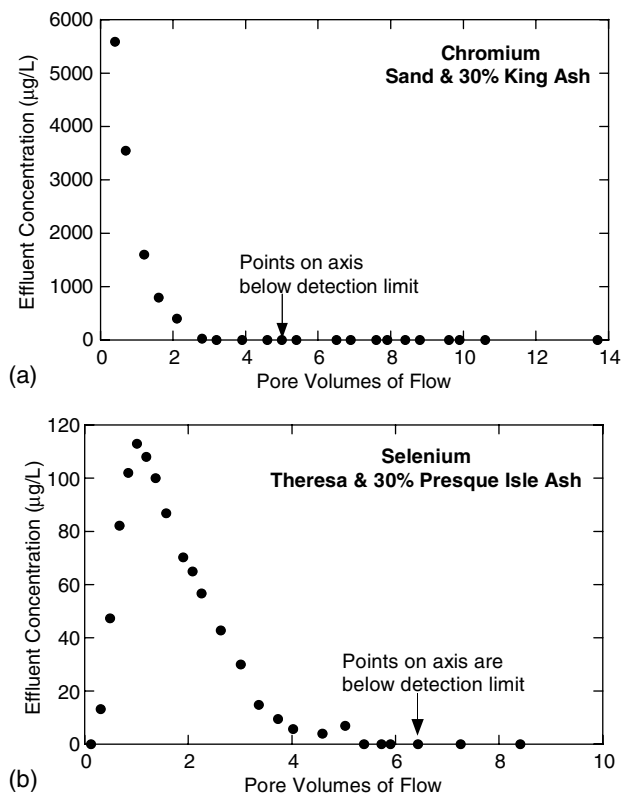 6000
5000
4000
3000
2000
1000
0
Effluent Concentration (µg/L)
Chromium
Sand & 30% King Ash
Points on axis
below detection limit
0 2 4 6 8 10 12 14
Pore Volumes of Flow
(a)
120
100
80
60
40
20
0
Effluent Concentration (µg/L)
Selenium
Theresa & 30% Presque Isle Ash
Points on axis are
below detection limit
0 2 4 6 8 10
Pore Volumes of Flow
(b)